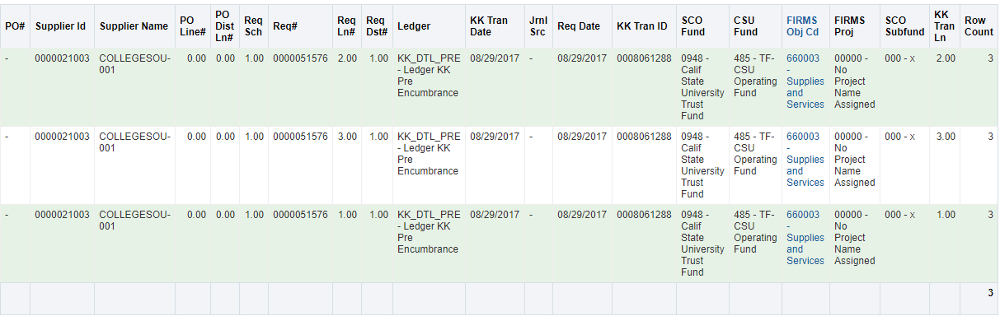 PO# Supplier Id Supplier Name PO Line# PO Dist Ln# Req Sch Req# Req Ln# Req Dst# Ledger KK Tran Date Jrnl Src Req Date KK Tran ID SCO Fund CSU Fund FIRMS Obj Cd FIRMS Proj SCO Subfund KK Tran Ln Row Count
- 0000021003 COLLEGESOU-001 0.00 0.00 1.00 0000051576 2.00 1.00 KK_DTL_PRE - Ledger KK Pre Encumbrance 08/29/2017 - 08/29/2017 0008061288 0948 - Calif State University Trust Fund 485 - TF-CSU Operating Fund 660003 - Supplies and Services 00000 - No Project Name Assigned 000 - x 2.00 3
- 0000021003 COLLEGESOU-001 0.00 0.00 1.00 0000051576 3.00 1.00 KK_DTL_PRE - Ledger KK Pre Encumbrance 08/29/2017 - 08/29/2017 0008061288 0948 - Calif State University Trust Fund 485 - TF-CSU Operating Fund 660003 - Supplies and Services 00000 - No Project Name Assigned 000 - x 3.00 3
- 0000021003 COLLEGESOU-001 0.00 0.00 1.00 0000051576 1.00 1.00 KK_DTL_PRE - Ledger KK Pre Encumbrance 08/29/2017 - 08/29/2017 0008061288 0948 - Calif State University Trust Fund 485 - TF-CSU Operating Fund 660003 - Supplies and Services 00000 - No Project Name Assigned 000 - x 1.00 3
3